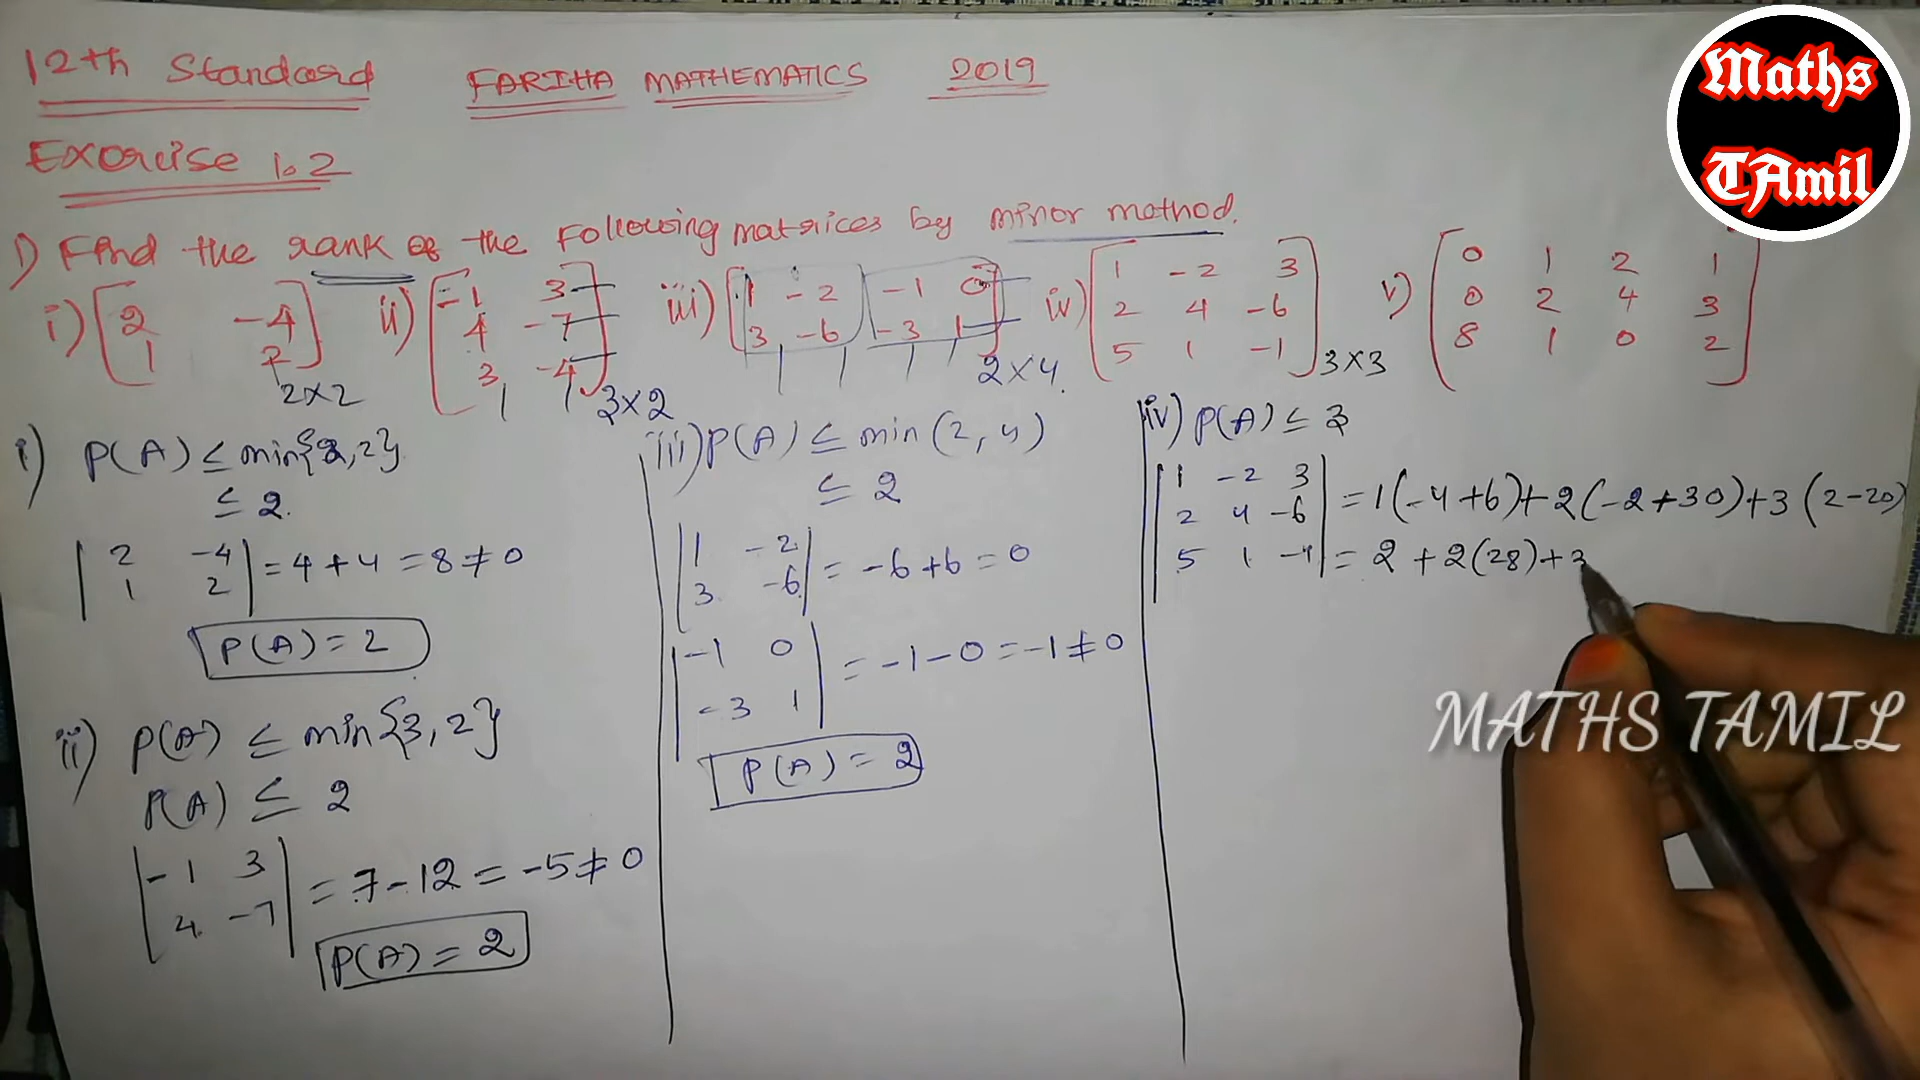 12th Standard FARITHA MATHEMATICS 2019
Maths
TAmil
Exercise 1.2
1) Find the rank of the following matrices by minor method.
i) [2 -4
1 2] 2×2
ii) [-1 3
4 -7
3 -4] 3×2
iii) [1 -2 -1 0
3 -6 -3 1] 2×4
iv) [1 -2 3
2 4 -6
5 1 -1] 3×3
v) [0 1 2 1
0 2 4 3
8 1 0 2]
i) P(A) ≤ min{2,2}
≤ 2.
|2 -4
1 2| = 4+4 = 8 ≠ 0
P(A) = 2
ii) P(A) ≤ min{3,2}
P(A) ≤ 2
|-1 3
4 -7| = 7-12 = -5 ≠ 0
P(A) = 2
iii) P(A) ≤ min(2,4)
≤ 2
|1 -2
3 -6| = -6+6 = 0
|-1 0
-3 1| = -1-0 = -1 ≠ 0
P(A) = 2
iv) P(A) ≤ 3
|1 -2 3
2 4 -6
5 1 -1| = 1(-4+6)+2(-2+30)+3(2-20)
= 2+2(28)+3
MATHS TAMIL